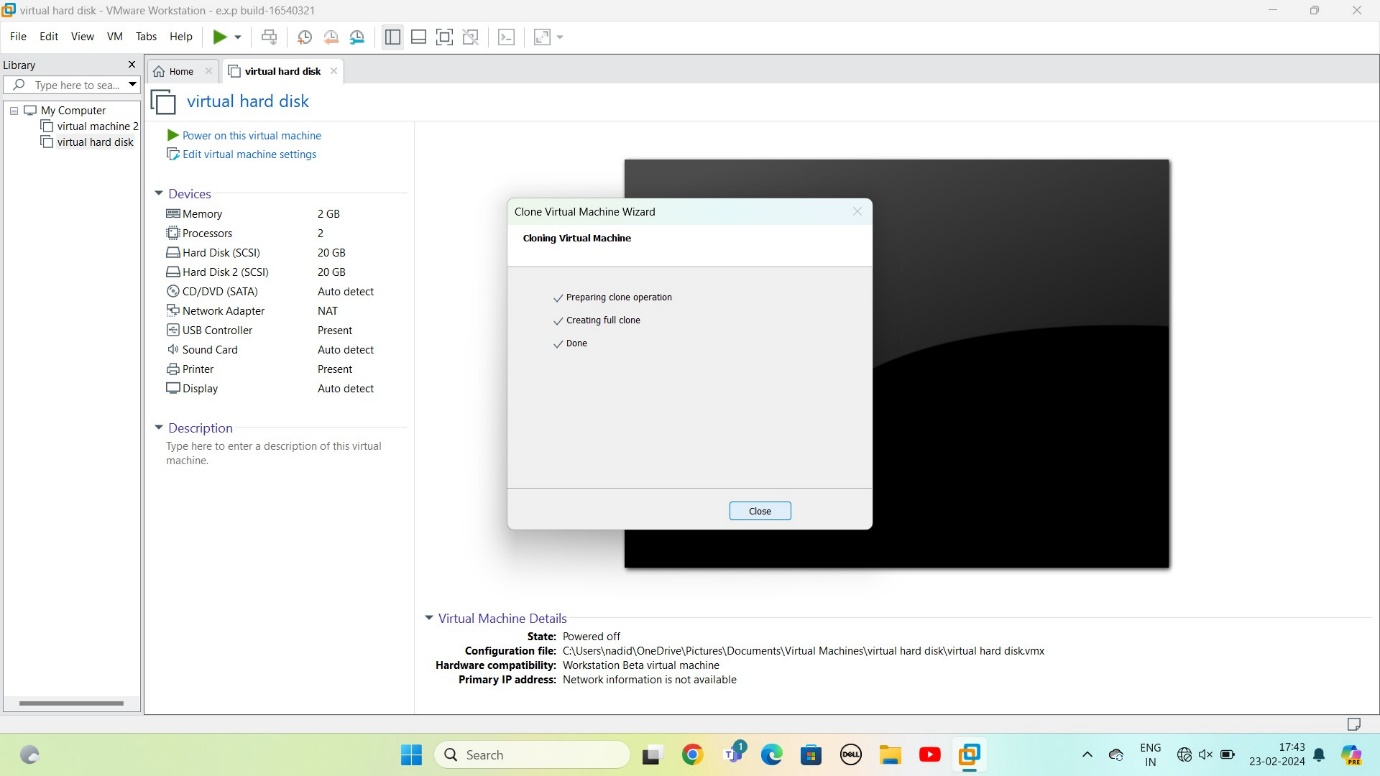 virtual hard disk - VMware Workstation - e.x.p build-16540321
File Edit View VM Tabs Help
Library
Type here to sea...
Home
virtual hard disk
My Computer
virtual machine 2
virtual hard disk
virtual hard disk
Power on this virtual machine
Edit virtual machine settings
Devices
Memory 2 GB
Processors 2
Hard Disk (SCSI) 20 GB
Hard Disk 2 (SCSI) 20 GB
CD/DVD (SATA) Auto detect
Network Adapter NAT
USB Controller Present
Sound Card Auto detect
Printer Present
Display Auto detect
Description
Type here to enter a description of this virtual
machine.
Clone Virtual Machine Wizard
Cloning Virtual Machine
Preparing clone operation
Creating full clone
Done
Close
Virtual Machine Details
State: Powered off
Configuration file: C:\Users\nadid\OneDrive\Pictures\Documents\Virtual Machines\virtual hard disk\virtual hard disk.vmx
Hardware compatibility: Workstation Beta virtual machine
Primary IP address: Network information is not available
Search
1
DELL
ENG
IN
17:43
23-02-2024
PRE